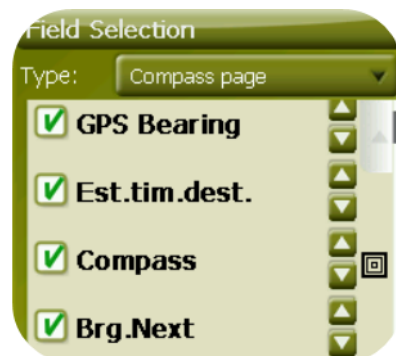 Field Selection
Type: Compass page
GPS Bearing
Est.tim.dest.
Compass
Brg.Next